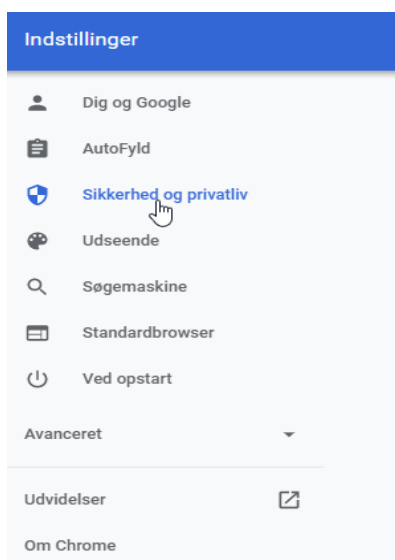 Indstillinger
Dig og Google
AutoFyld
Sikkerhed og privatliv
Udseende
Søgemaskine
Standardbrowser
Ved opstart
Avanceret
Udvidelser
Om Chrome